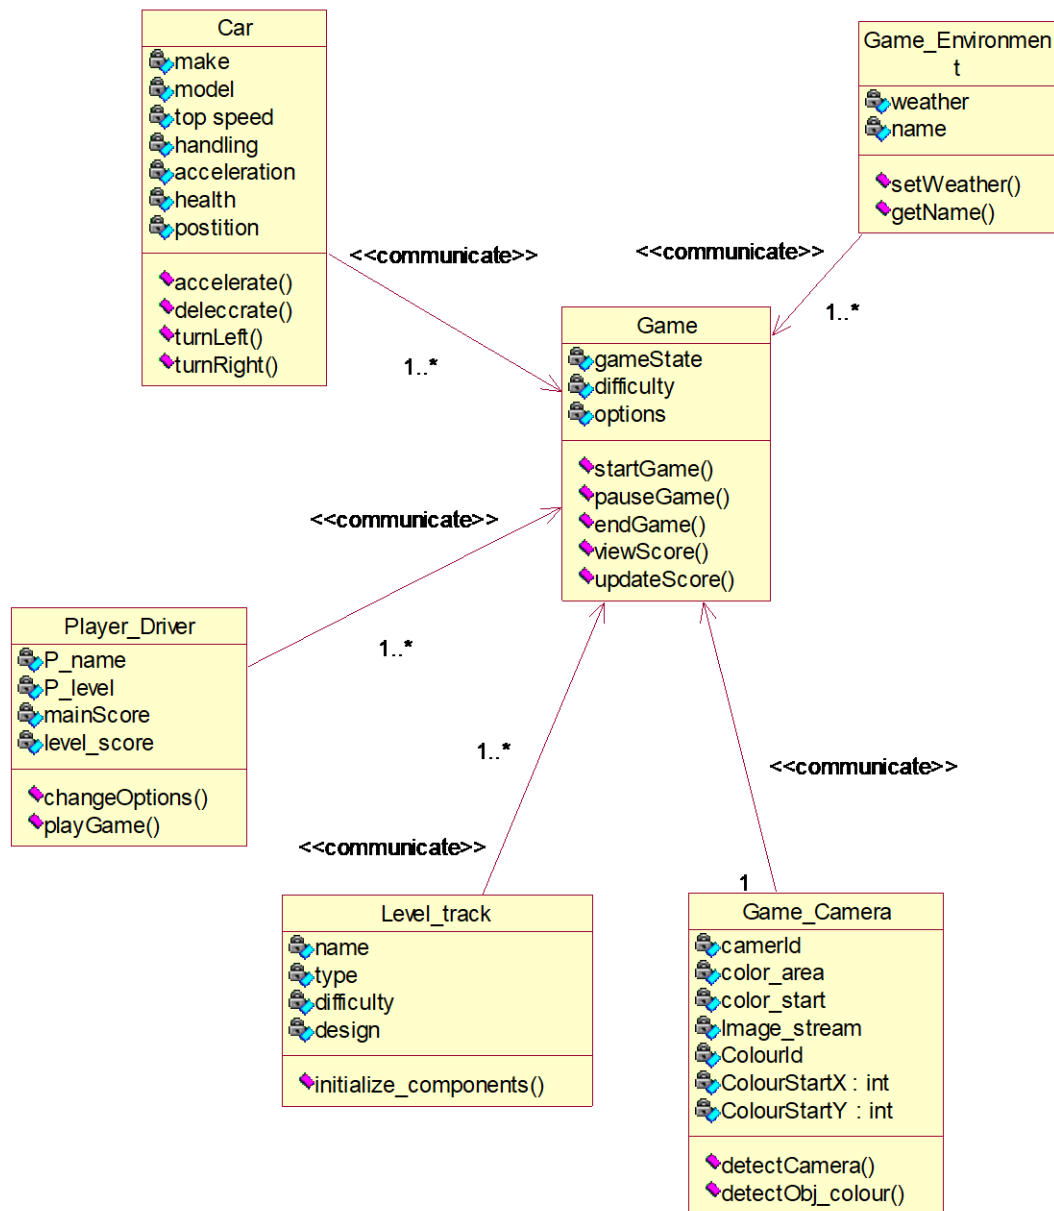 Car
make
model
top speed
handling
acceleration
health
postition
accelerate()
deleccrate()
turnLeft()
turnRight()
Game_Environmen
t
weather
name
setWeather()
getName()
<<communicate>>
1..*
<<communicate>>
1..*
Game
gameState
difficulty
options
startGame()
pauseGame()
endGame()
viewScore()
updateScore()
<<communicate>>
1..*
Player_Driver
P_name
P_level
mainScore
level_score
changeOptions()
playGame()
1..*
<<communicate>>
<<communicate>>
1
Level_track
name
type
difficulty
design
initialize_components()
Game_Camera
camerId
color_area
color_start
Image_stream
ColourId
ColourStartX : int
ColourStartY : int
detectCamera()
detectObj_colour()